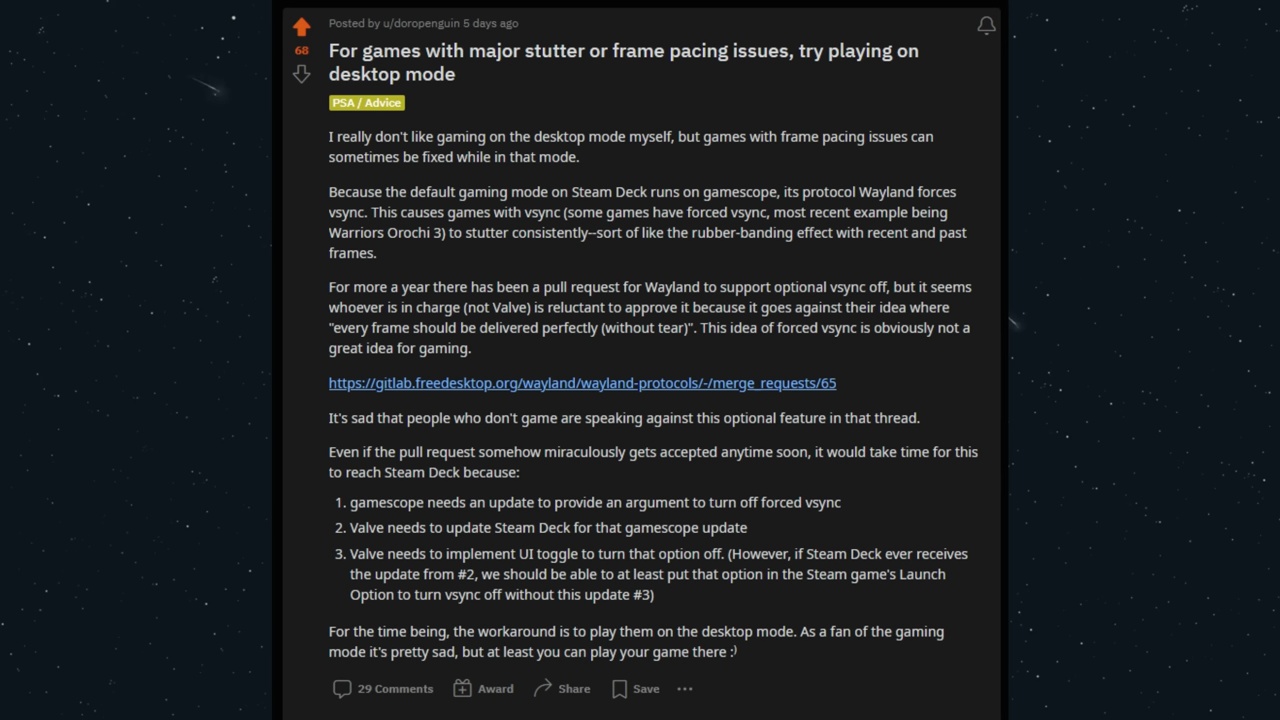 Posted by u/doropenguin 5 days ago
68
For games with major stutter or frame pacing issues, try playing on
desktop mode
PSA / Advice
I really don't like gaming on the desktop mode myself, but games with frame pacing issues can
sometimes be fixed while in that mode.
Because the default gaming mode on Steam Deck runs on gamescope, its protocol Wayland forces
vsync. This causes games with vsync (some games have forced vsync, most recent example being
Warriors Orochi 3) to stutter consistently--sort of like the rubber-banding effect with recent and past
frames.
For more a year there has been a pull request for Wayland to support optional vsync off, but it seems
whoever is in charge (not Valve) is reluctant to approve it because it goes against their idea where
"every frame should be delivered perfectly (without tear)". This idea of forced vsync is obviously not a
great idea for gaming.
https://gitlab.freedesktop.org/wayland/wayland-protocols/-/merge_requests/65
It's sad that people who don't game are speaking against this optional feature in that thread.
Even if the pull request somehow miraculously gets accepted anytime soon, it would take time for this
to reach Steam Deck because:
1. gamescope needs an update to provide an argument to turn off forced vsync
2. Valve needs to update Steam Deck for that gamescope update
3. Valve needs to implement UI toggle to turn that option off. (However, if Steam Deck ever receives
the update from #2, we should be able to at least put that option in the Steam game's Launch
Option to turn vsync off without this update #3)
For the time being, the workaround is to play them on the desktop mode. As a fan of the gaming
mode it's pretty sad, but at least you can play your game there :)
29 Comments Award Share Save